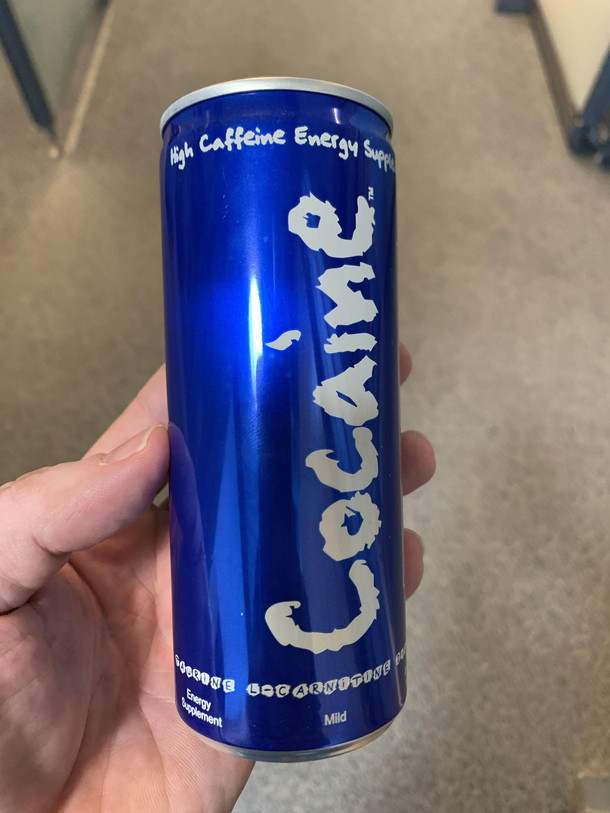 High Caffeine Energy
Cocaine™
L-CARNITINE
Energy
Supplement
Mild